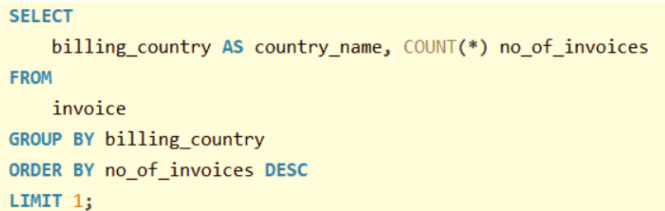 SELECT
    billing_country AS country_name, COUNT(*) no_of_invoices
FROM
    invoice
GROUP BY billing_country
ORDER BY no_of_invoices DESC
LIMIT 1;